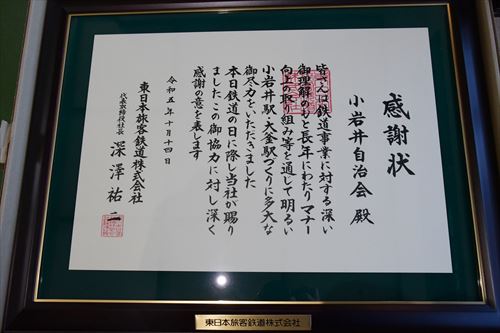 感謝状
小岩井自治会 殿
皆さんは鉄道事業に対する深い
御理解のもと長年にわたりマナー
向上の取り組み等を通じて明るい
小岩井駅・大釜駅づくりに多大な
御尽力をいただきました
本日鉄道の日に際し当社が賜り
ましたこの御協力に対し深く
感謝の意を表します
令和五年十月十四日
東日本旅客鉄道株式会社
代表取締役社長 深澤祐二
東日本旅客鉄道株式会社